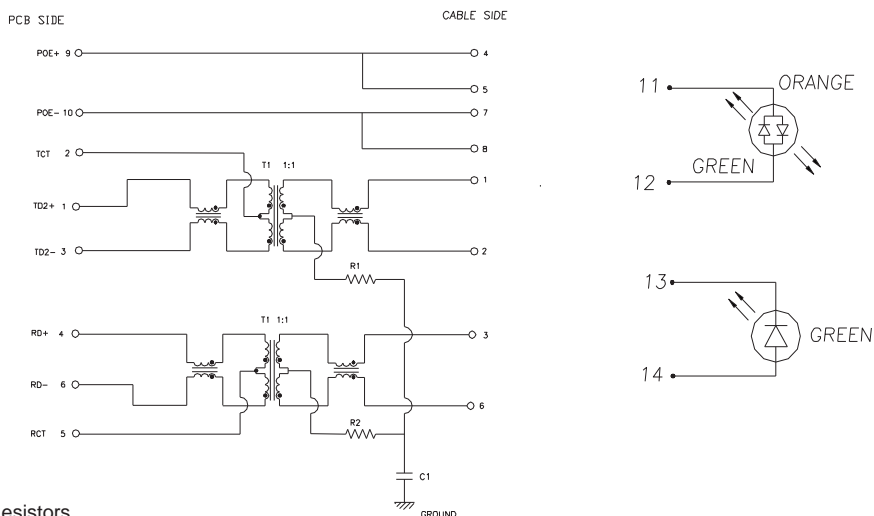 PCB SIDE
CABLE SIDE
POE+ 9
4
5
POE- 10
7
8
TCT 2
T1 1:1
1
TD2+ 1
TD2- 3
2
R1
T1 1:1
RD+ 4
3
RD- 6
6
R2
RCT 5
C1
GROUND
esistors
11
ORANGE
GREEN
12
13
GREEN
14